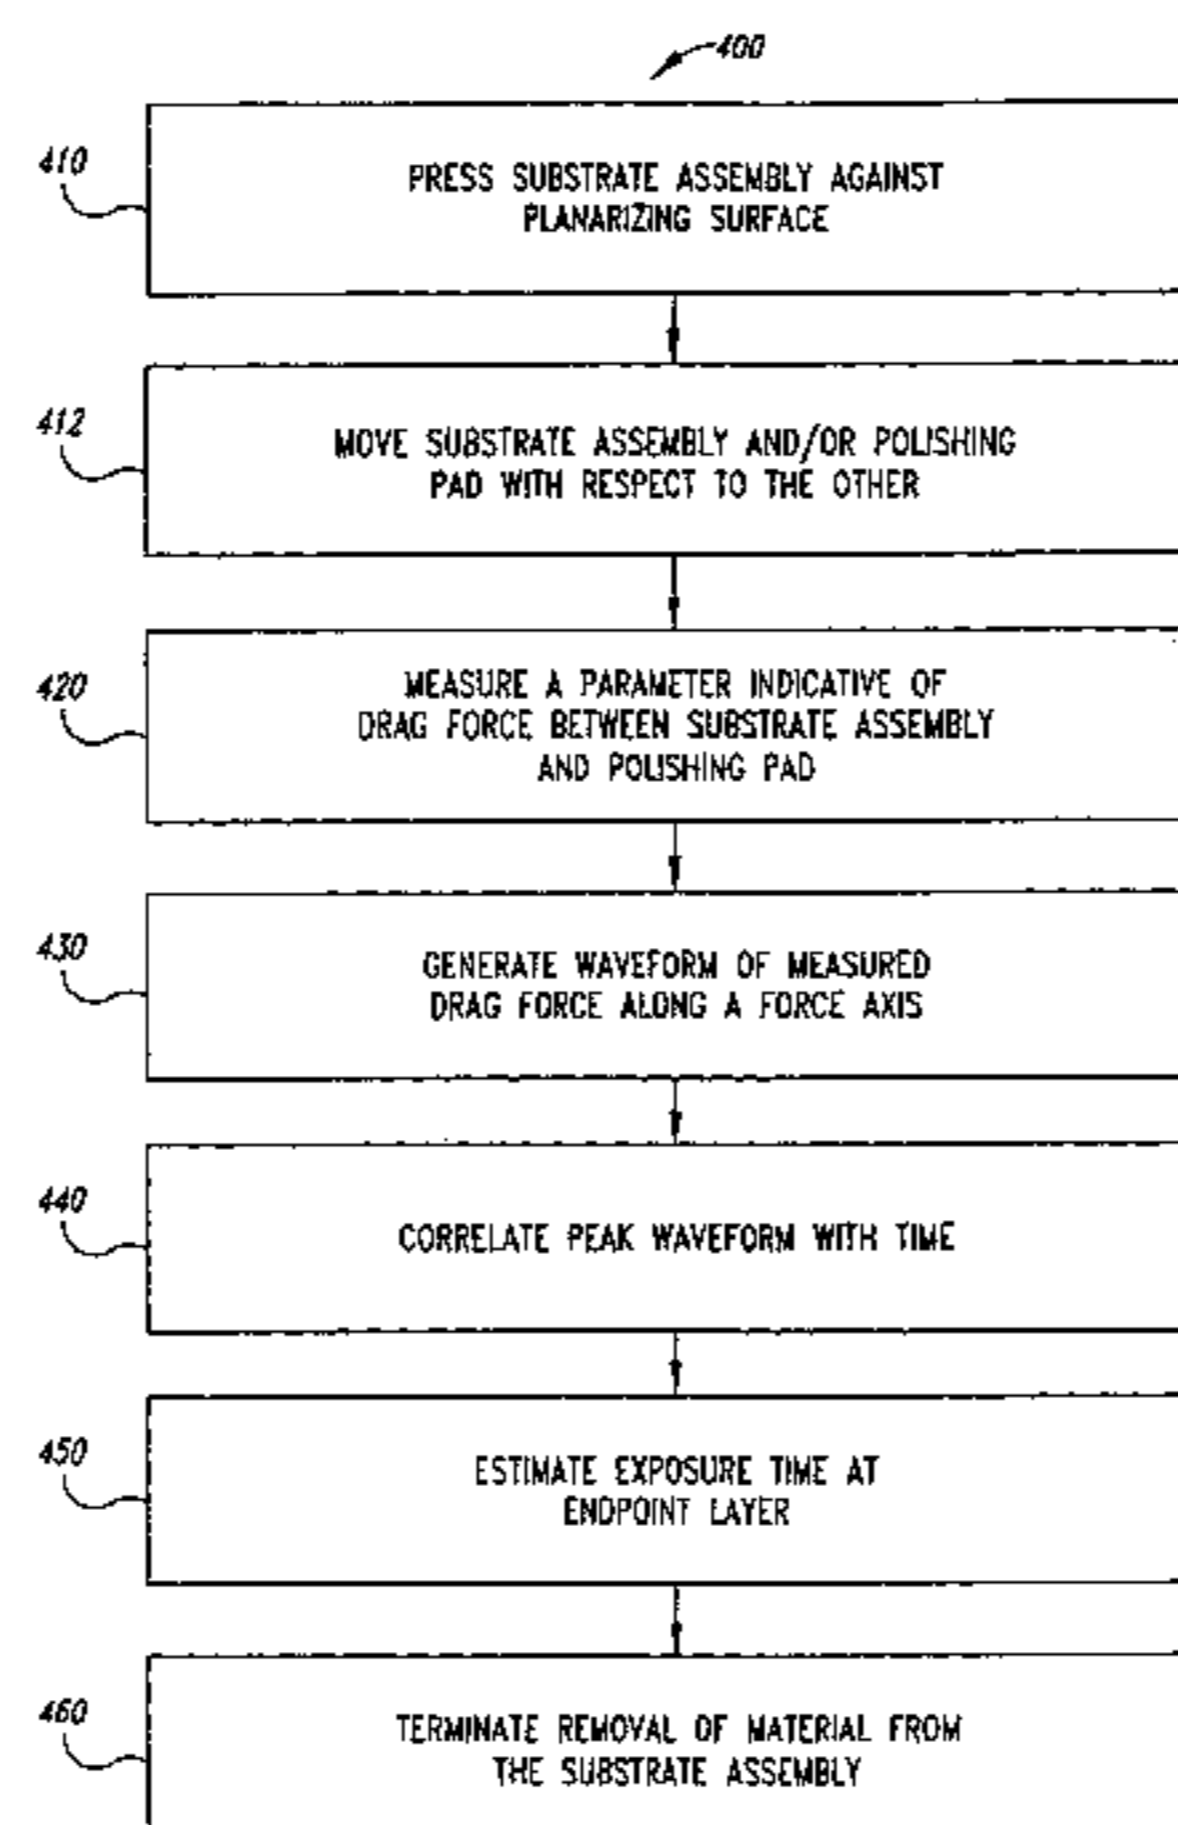 400
410
PRESS SUBSTRATE ASSEMBLY AGAINST
PLANARIZING SURFACE
412
MOVE SUBSTRATE ASSEMBLY AND/OR POLISHING
PAD WITH RESPECT TO THE OTHER
420
MEASURE A PARAMETER INDICATIVE OF
DRAG FORCE BETWEEN SUBSTRATE ASSEMBLY
AND POLISHING PAD
430
GENERATE WAVEFORM OF MEASURED
DRAG FORCE ALONG A FORCE AXIS
440
CORRELATE PEAK WAVEFORM WITH TIME
450
ESTIMATE EXPOSURE TIME AT
ENDPOINT LAYER
460
TERMINATE REMOVAL OF MATERIAL FROM
THE SUBSTRATE ASSEMBLY